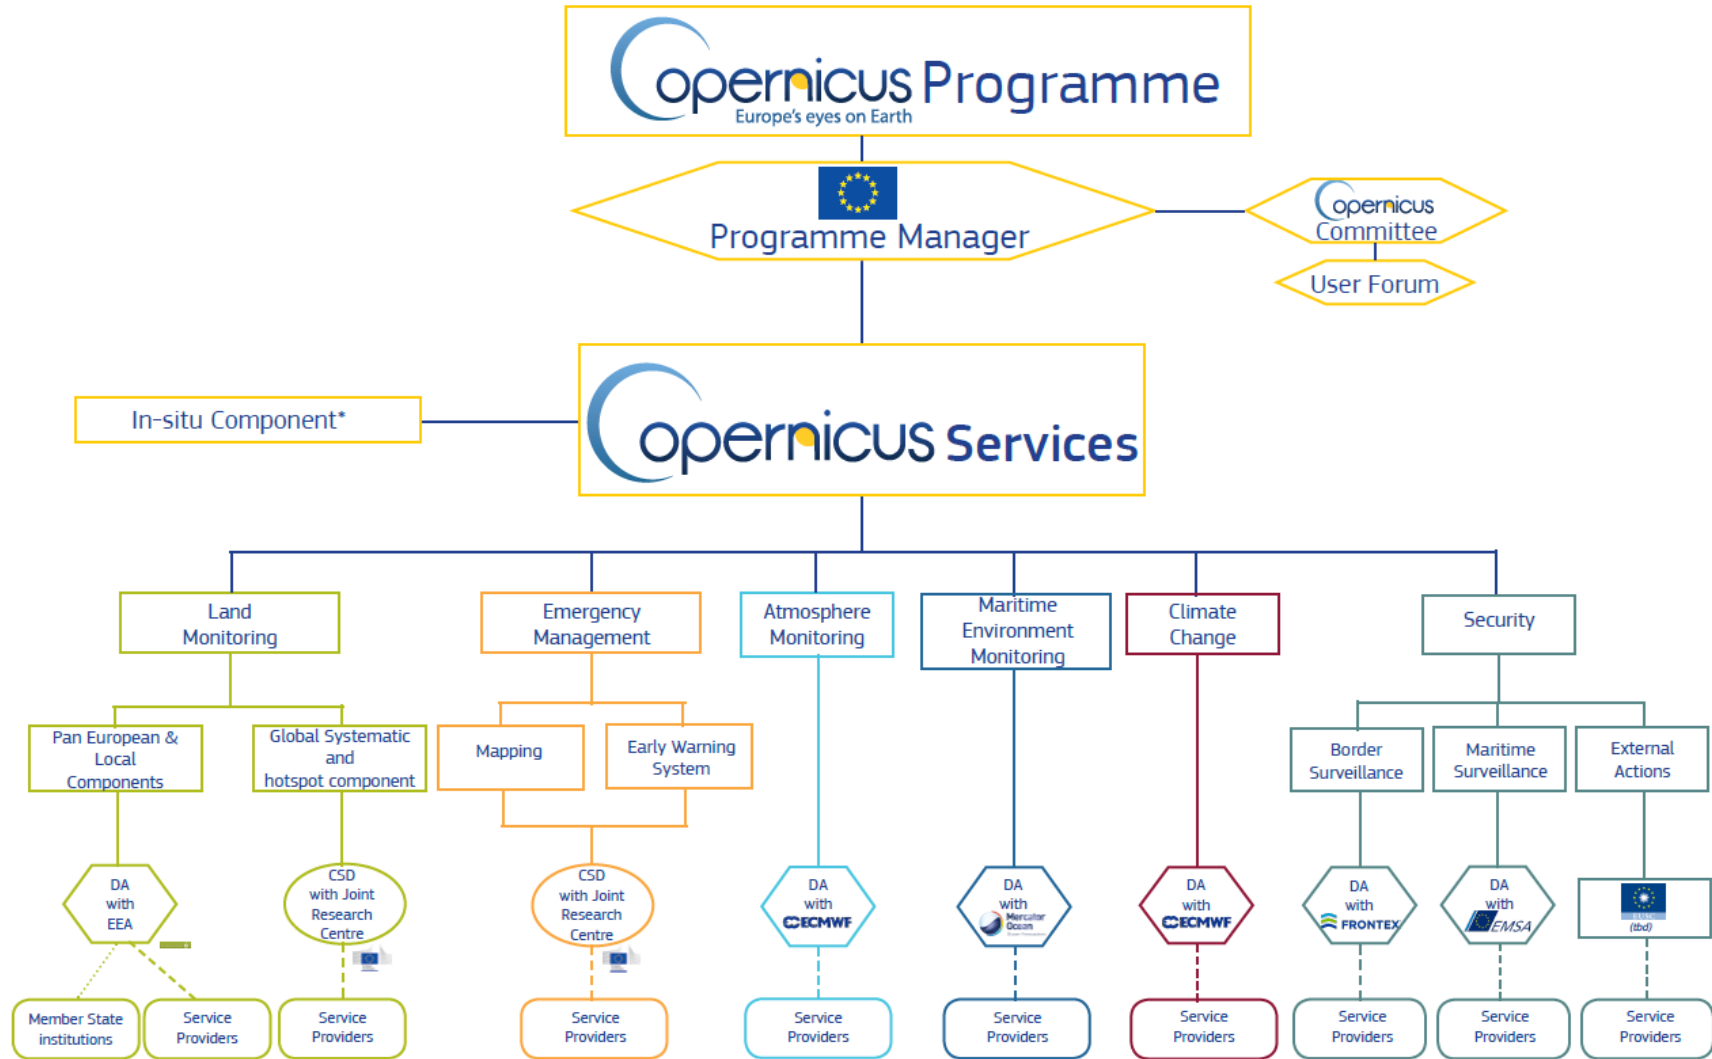 Copernicus Programme
Europe's eyes on Earth
Programme Manager
Copernicus
Committee
User Forum
In-situ Component*
Copernicus Services
Land
Monitoring
Emergency
Management
Atmosphere
Monitoring
Maritime
Environment
Monitoring
Climate
Change
Security
Pan European &
Local
Components
Global Systematic
and
hotspot component
Mapping
Early Warning
System
Border
Surveillance
Maritime
Surveillance
External
Actions
DA
with
EEA
CSD
with Joint
Research
Centre
CSD
with Joint
Research
Centre
DA
with
ECMWF
DA
with
Mercator
Ocean
DA
with
ECMWF
DA
with
FRONTEX
DA
with
EMSA
EUSC
(tbd)
Member State
institutions
Service
Providers
Service
Providers
Service
Providers
Service
Providers
Service
Providers
Service
Providers
Service
Providers
Service
Providers
Service
Providers